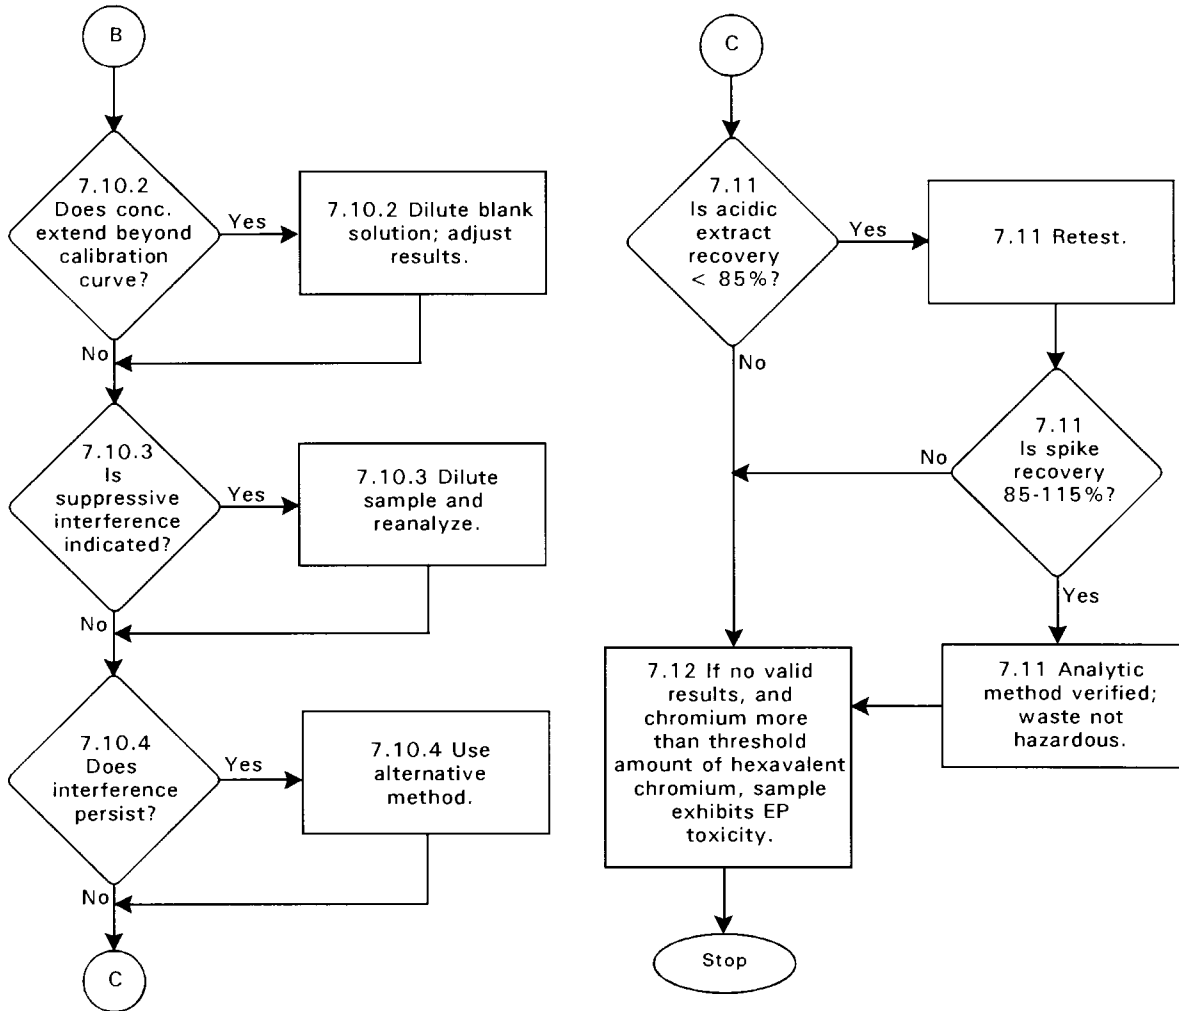 B
7.10.2
Does conc.
extend beyond
calibration
curve?
Yes
7.10.2 Dilute blank
solution; adjust
results.
No
7.10.3
Is
suppressive
interference
indicated?
Yes
7.10.3 Dilute
sample and
reanalyze.
No
7.10.4
Does
interference
persist?
Yes
7.10.4 Use
alternative
method.
No
C
C
7.11
Is acidic
extract
recovery
< 85%?
Yes
7.11 Retest.
No
7.11
Is spike
recovery
85-115%?
No
Yes
7.11 Analytic
method verified;
waste not
hazardous.
7.12 If no valid
results, and
chromium more
than threshold
amount of hexavalent
chromium, sample
exhibits EP
toxicity.
Stop